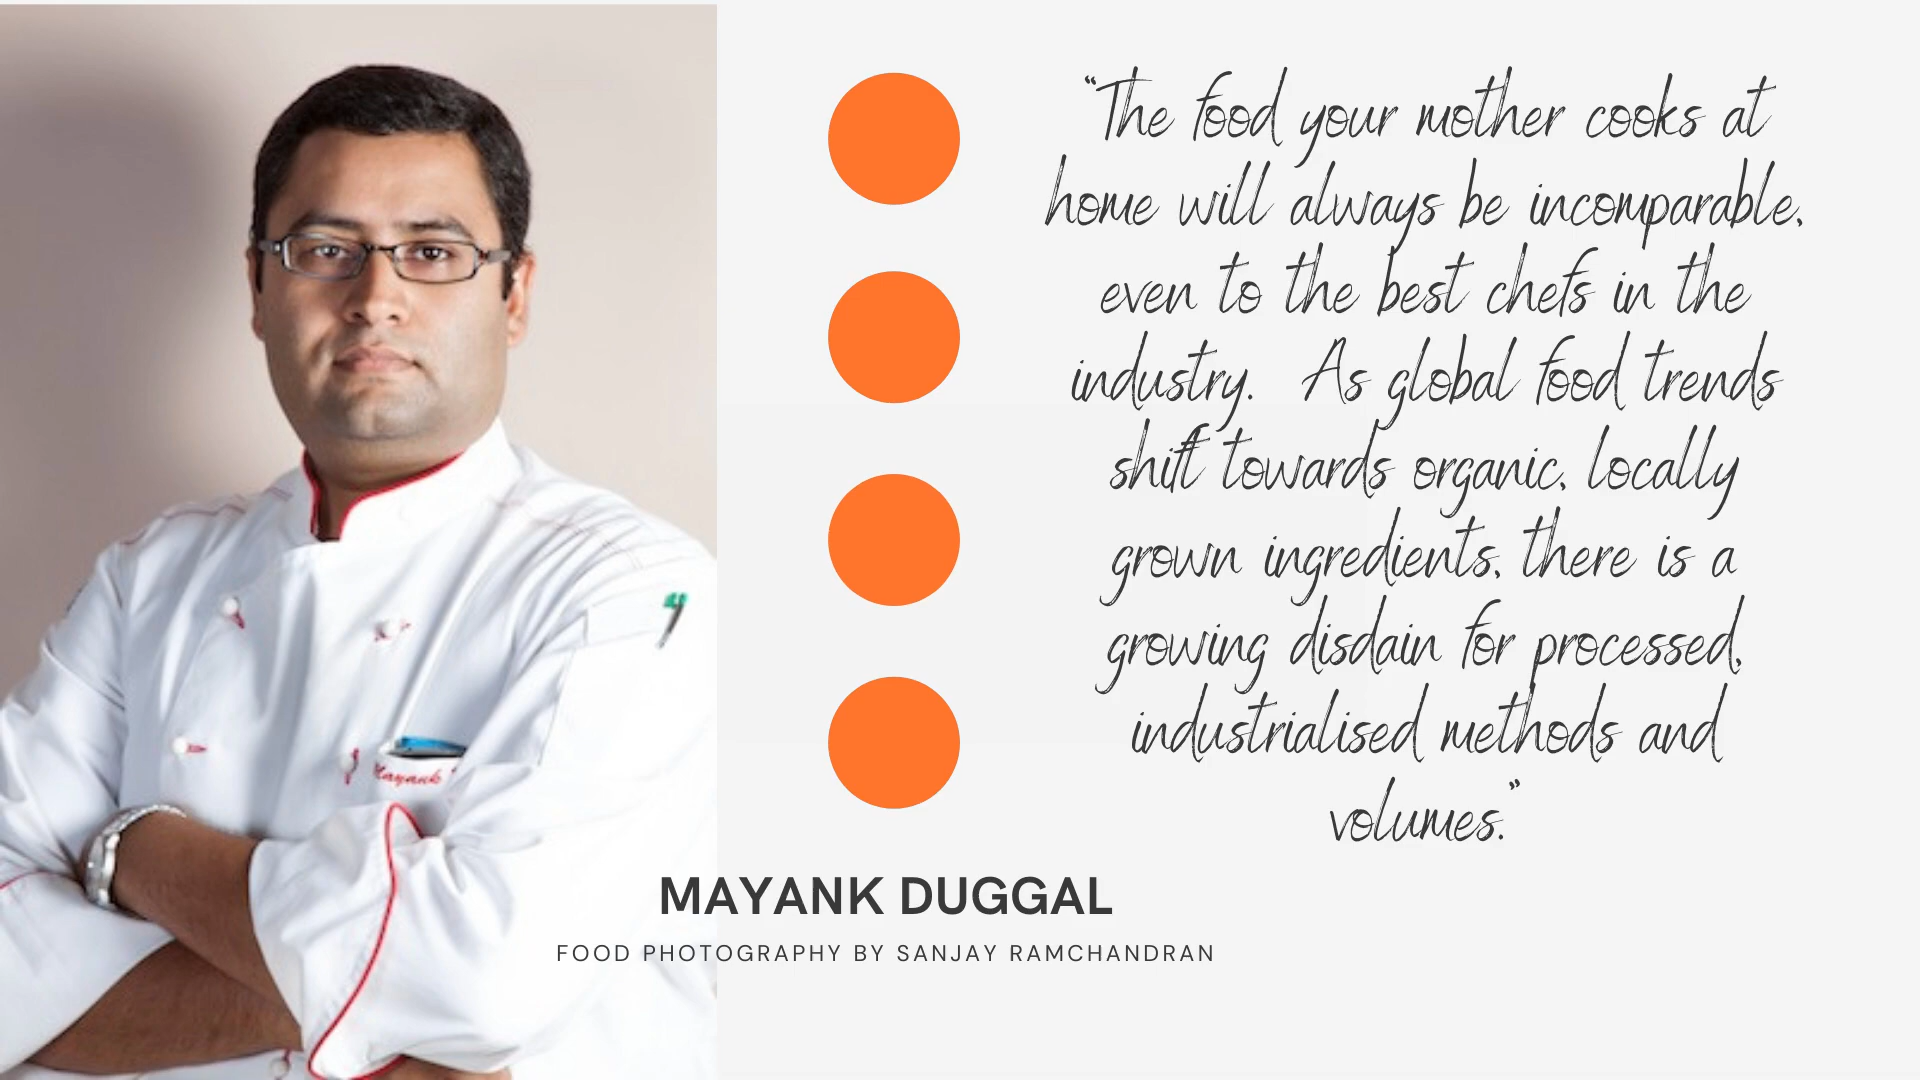 “The food your mother cooks at
home will always be incomparable,
even to the best chefs in the
industry. As global food trends
shift towards organic, locally
grown ingredients, there is a
growing disdain for processed,
industrialised methods and
volumes.”
Mayank
MAYANK DUGGAL
FOOD PHOTOGRAPHY BY SANJAY RAMCHANDRAN